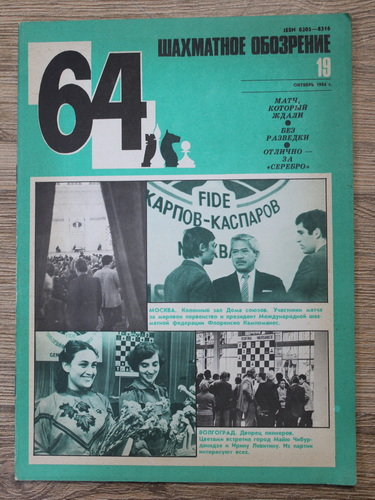 ISSN 0203—0216
64
ШАХМАТНОЕ ОБОЗРЕНИЕ
19
ОКТЯБРЬ 1984 г.
МАТЧ,
КОТОРЫЙ
ЖДАЛИ
●
БЕЗ
РАЗВЕДКИ
●
ОТЛИЧНО —
ЗА
«СЕРЕБРО»
FIDE
КАРПОВ-КАСПАРОВ
МОСКВА. Колонный зал Дома союзов. Участники матча
за мировое первенство и президент Международной шах-
матной федерации Флоренсио Кампоманес.
ВОЛГОГРАД. Дворец пионеров.
Цветами встретил город Майю Чибур-
данидзе и Ирину Левитину. Их партии
интересуют всех.